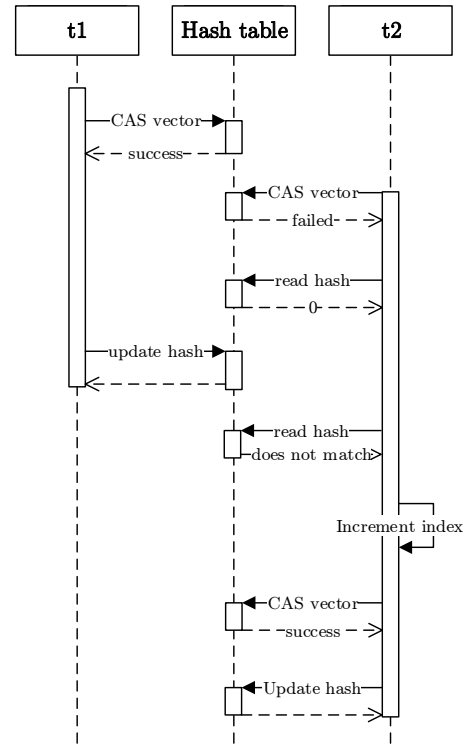 t1
Hash table
t2
CAS vector
success
CAS vector
failed
read hash
0
update hash
read hash
does not match
Increment index
CAS vector
success
Update hash